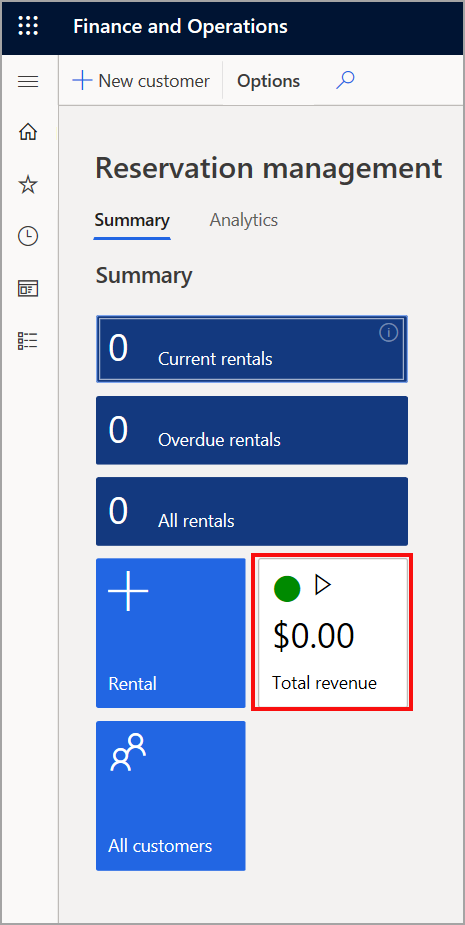 Finance and Operations
New customer Options
Reservation management
Summary Analytics
Summary
0 Current rentals
0 Overdue rentals
0 All rentals
Rental
$0.00
Total revenue
All customers